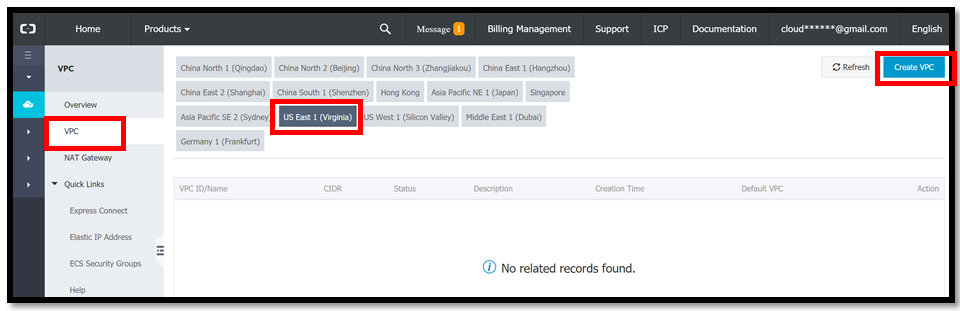 Home Products Message 1 Billing Management Support ICP Documentation cloud******@gmail.com English
VPC
Overview
VPC
NAT Gateway
Quick Links
Express Connect
Elastic IP Address
ECS Security Groups
Help
China North 1 (Qingdao) China North 2 (Beijing) China North 3 (Zhangjiakou) China East 1 (Hangzhou)
China East 2 (Shanghai) China South 1 (Shenzhen) Hong Kong Asia Pacific NE 1 (Japan) Singapore
Asia Pacific SE 2 (Sydney) US East 1 (Virginia) US West 1 (Silicon Valley) Middle East 1 (Dubai)
Germany 1 (Frankfurt)
Refresh Create VPC
VPC ID/Name CIDR Status Description Creation Time Default VPC Action
No related records found.